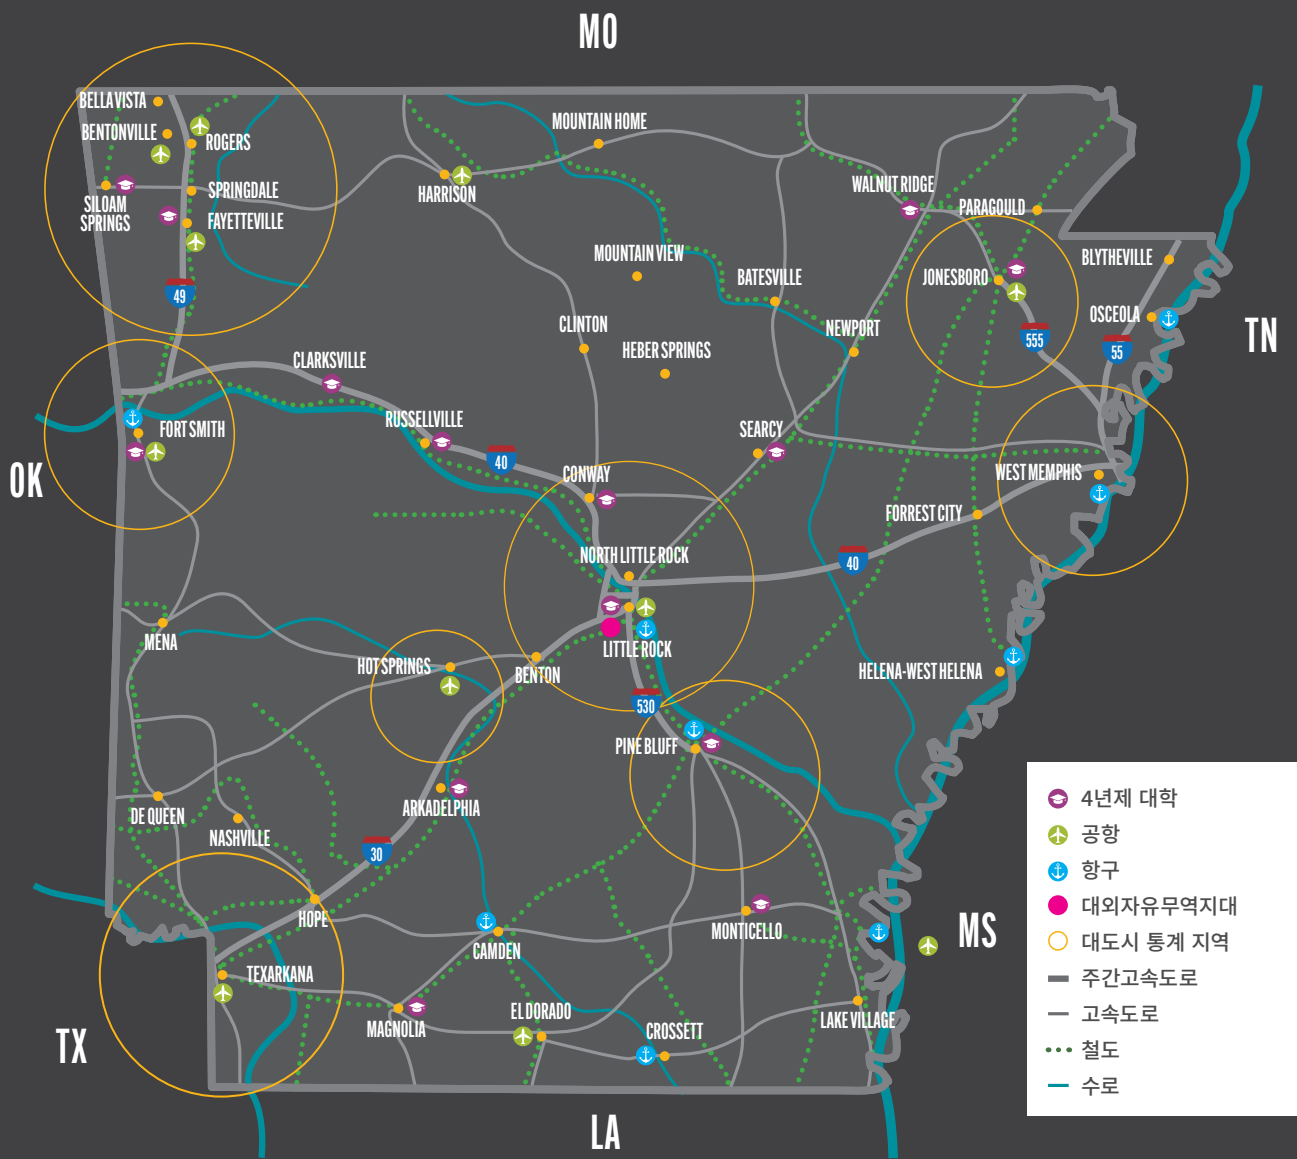 MO
BELLA VISTA
BENTONVILLE
ROGERS
MOUNTAIN HOME
HARRISON
SILOAM
SPRINGS
SPRINGDALE
FAYETTEVILLE
WALNUT RIDGE
PARAGOULD
MOUNTAIN VIEW
BATESVILLE
JONESBORO
BLYTHEVILLE
49
OSCEOLA
CLINTON
NEWPORT
555
55
TN
HEBER SPRINGS
CLARKSVILLE
FORT SMITH
RUSSELLVILLE
SEARCY
40
OK
CONWAY
WEST MEMPHIS
FORREST CITY
NORTH LITTLE ROCK
40
MENA
LITTLE ROCK
HOT SPRINGS
BENTON
HELENA-WEST HELENA
530
PINE BLUFF
DE QUEEN
ARKADELPHIA
NASHVILLE
30
HOPE
CAMDEN
MONTICELLO
MS
TEXARKANA
MAGNOLIA
EL DORADO
CROSSETT
LAKE VILLAGE
TX
LA
4년제 대학
공항
항구
대외자유무역지대
대도시 통계 지역
주간고속도로
고속도로
철도
수로